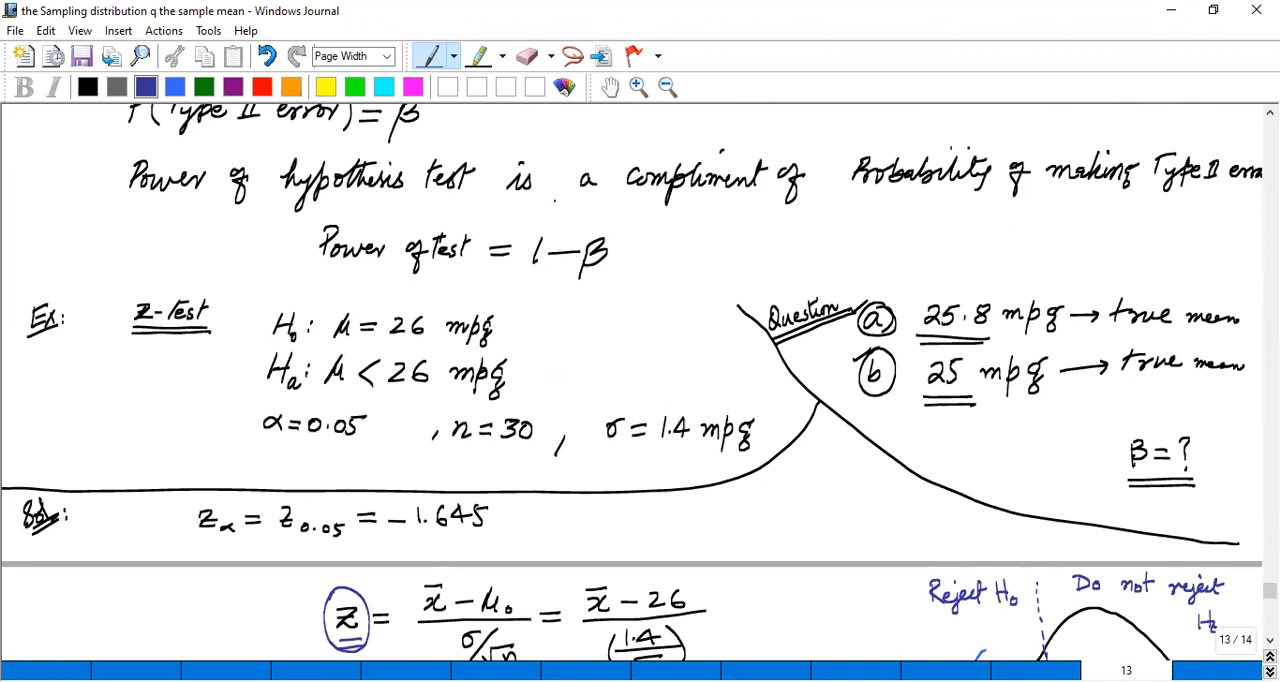 the Sampling distribution q the sample mean - Windows Journal
File Edit View Insert Actions Tools Help
Page Width
B I
P(Type II error) = β
Power of hypothesis test is a compliment of Probability of making Type II erro
Power of test = 1 − β
Ex: Z-Test H₀: μ = 26 mpg
Hₐ: μ < 26 mpg
α = 0.05 , n = 30 , σ = 1.4 mpg
Question a 25.8 mpg → true mean
b 25 mpg → true mean
β = ?
Sol: Zα = Z0.05 = −1.645
Z = x̄ − μ₀ / σ/√n = x̄ − 26 / (1.4
Reject H₀ Do not reject
H₀
13 / 14
13